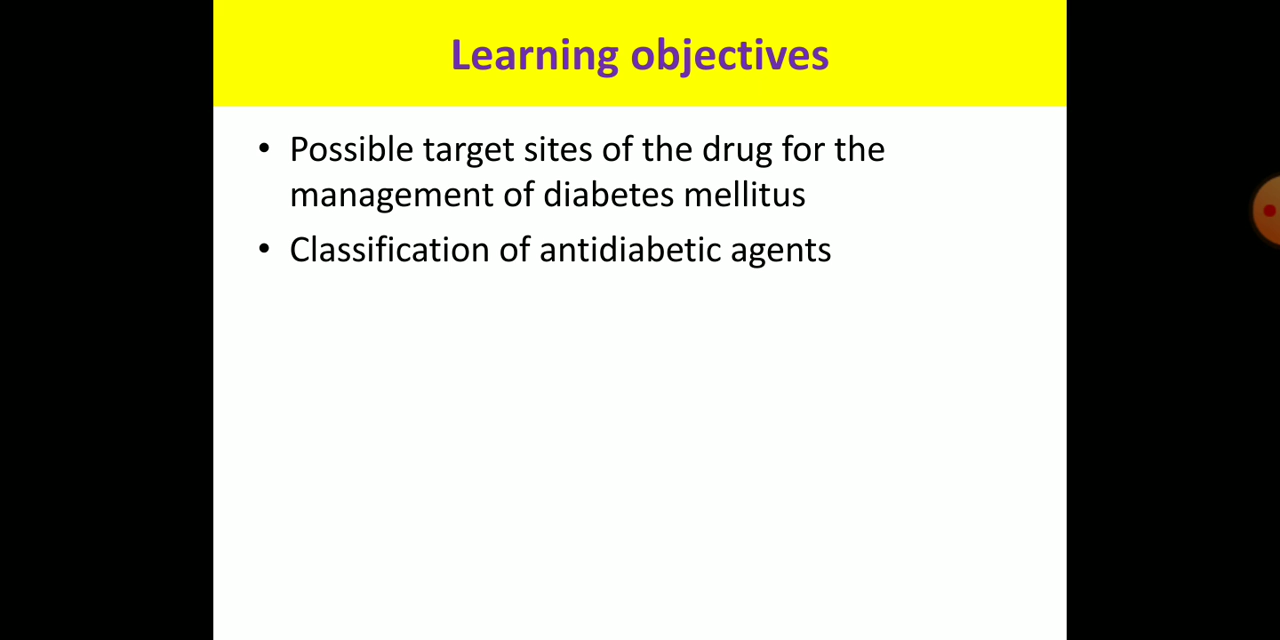 Learning objectives
• Possible target sites of the drug for the
management of diabetes mellitus
• Classification of antidiabetic agents